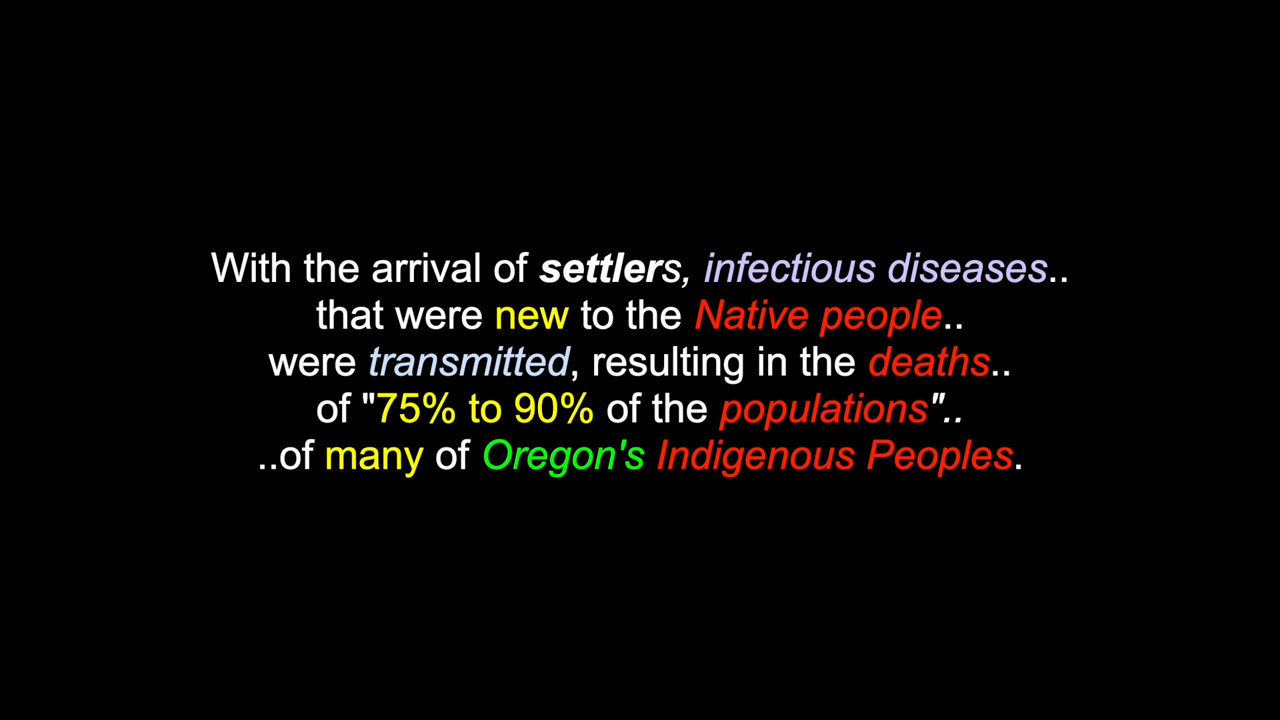 With the arrival of settlers, infectious diseases..
that were new to the Native people..
were transmitted, resulting in the deaths..
of "75% to 90% of the populations"..
..of many of Oregon's Indigenous Peoples.